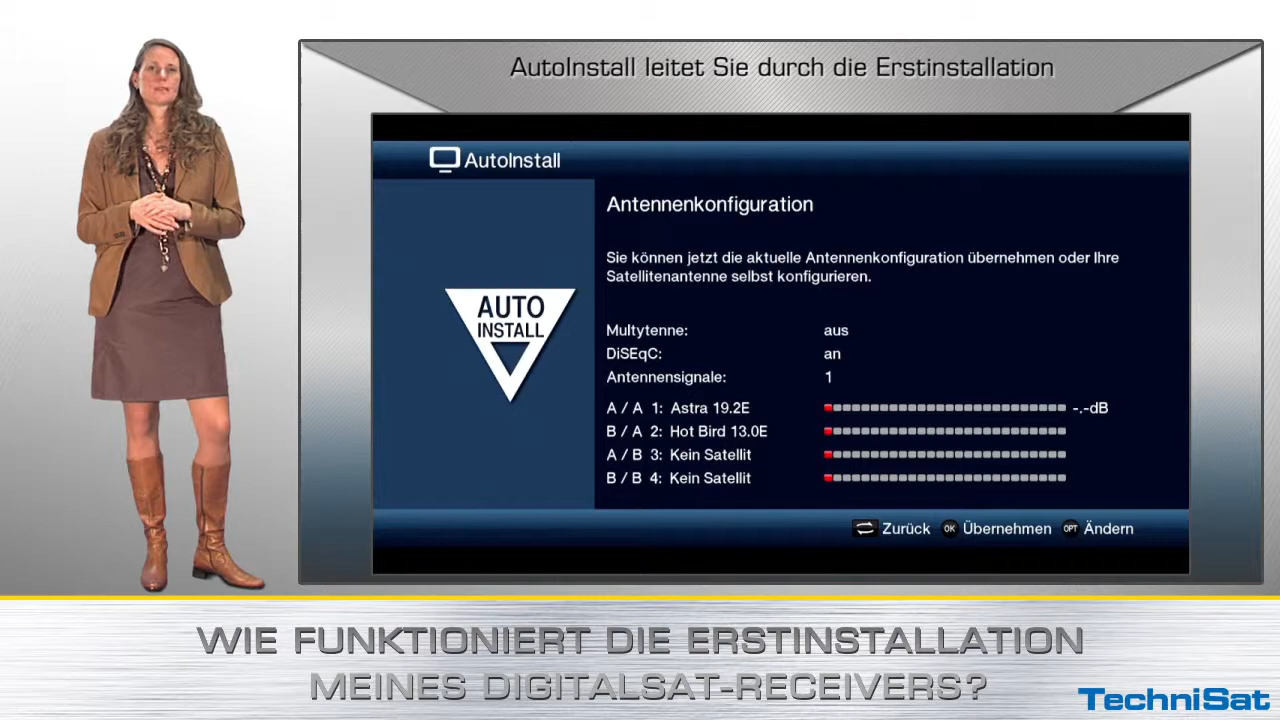 AutoInstall leitet Sie durch die Erstinstallation
AutoInstall
Antennenkonfiguration
Sie können jetzt die aktuelle Antennenkonfiguration übernehmen oder Ihre
Satellitenantenne selbst konfigurieren.
AUTO
INSTALL
Multytenne: aus
DiSEqC: an
Antennensignale: 1
A / A 1: Astra 19.2E -.-dB
B / A 2: Hot Bird 13.0E
A / B 3: Kein Satellit
B / B 4: Kein Satellit
Zurück OK Übernehmen OPT Ändern
WIE FUNKTIONIERT DIE ERSTINSTALLATION
MEINES DIGITALSAT-RECEIVERS?
TechniSat